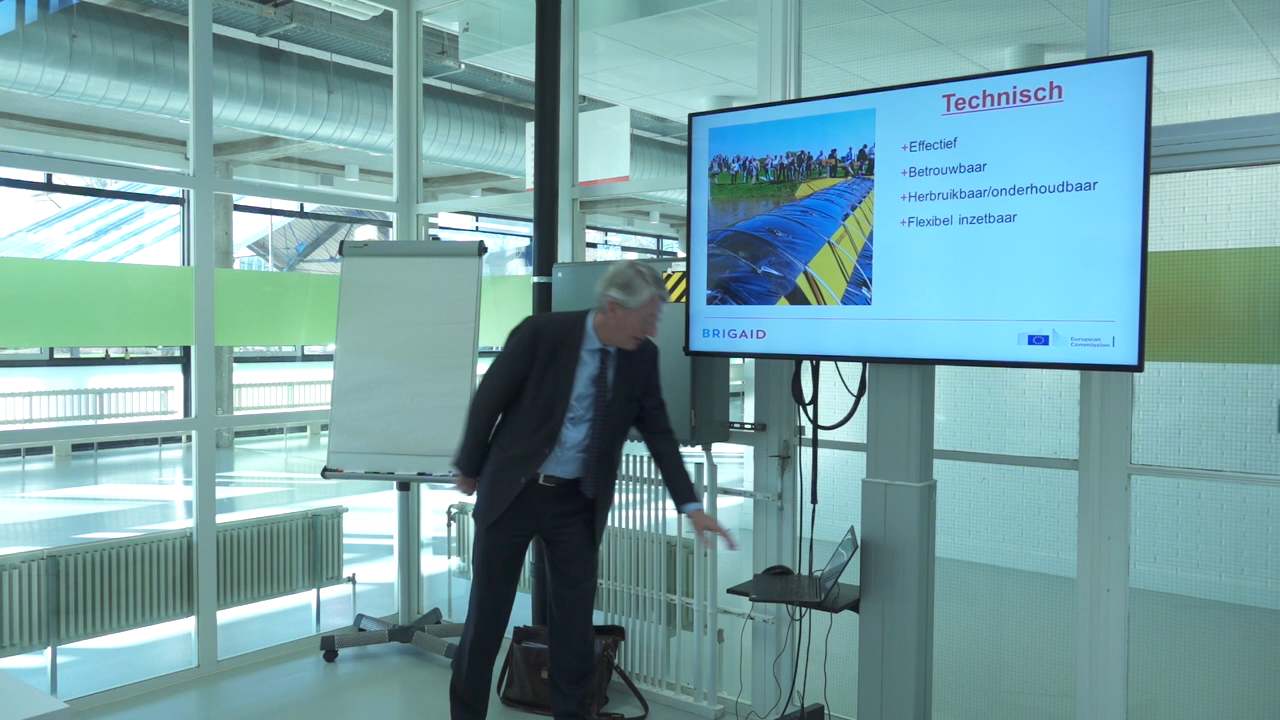 Technisch
+Effectief
+Betrouwbaar
+Herbruikbaar/onderhoudbaar
+Flexibel inzetbaar
BRIGAID
European
Commission